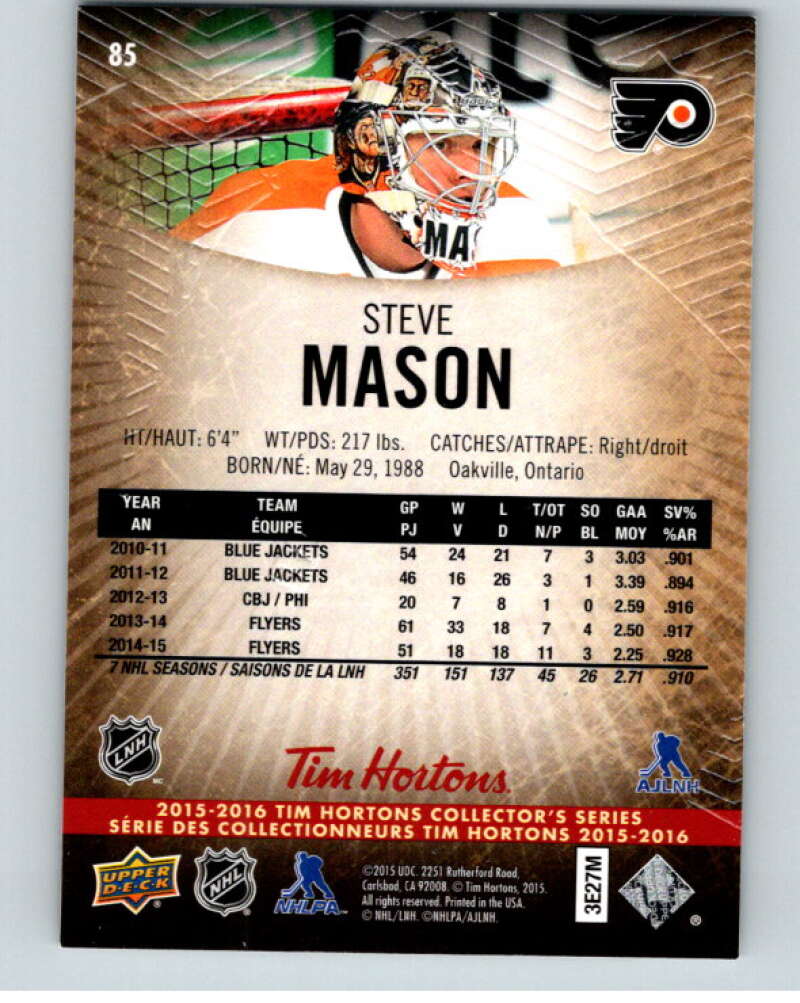 85
MA
STEVE
MASON
HT/HAUT: 6'4" WT/PDS: 217 lbs. CATCHES/ATTRAPE: Right/droit
BORN/NÉ: May 29, 1988 Oakville, Ontario
YEAR TEAM GP W L T/OT SO GAA SV%
AN ÉQUIPE PJ V D N/P BL MOY %AR
2010-11 BLUE JACKETS 54 24 21 7 3 3.03 .901
2011-12 BLUE JACKETS 46 16 26 3 1 3.39 .894
2012-13 CBJ / PHI 20 7 8 1 0 2.59 .916
2013-14 FLYERS 61 33 18 7 4 2.50 .917
2014-15 FLYERS 51 18 18 11 3 2.25 .928
7 NHL SEASONS / SAISONS DE LA LNH 351 151 137 45 26 2.71 .910
LNH
MC
Tim Hortons.
AJLNH
2015-2016 TIM HORTONS COLLECTOR'S SERIES
SÉRIE DES COLLECTIONNEURS TIM HORTONS 2015-2016
UPPER
DECK
NHL
NHLPA
©2015 UDC. 2251 Rutherford Road,
Carlsbad, CA 92008. © Tim Hortons, 2015.
All rights reserved. Printed in the USA.
© NHL/LNH. ©NHLPA/AJLNH.
3E27M
®